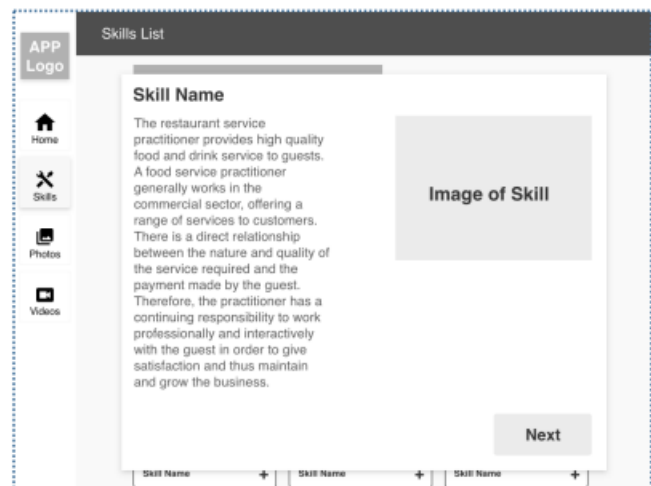 APP
Logo
Skills List
Home
Skills
Photos
Videos
Skill Name
The restaurant service
practitioner provides high quality
food and drink service to guests.
A food service practitioner
generally works in the
commercial sector, offering a
range of services to customers.
There is a direct relationship
between the nature and quality of
the service required and the
payment made by the guest.
Therefore, the practitioner has a
continuing responsibility to work
professionally and interactively
with the guest in order to give
satisfaction and thus maintain
and grow the business.
Image of Skill
Next
Skill Name +
Skill Name +
Skill Name +